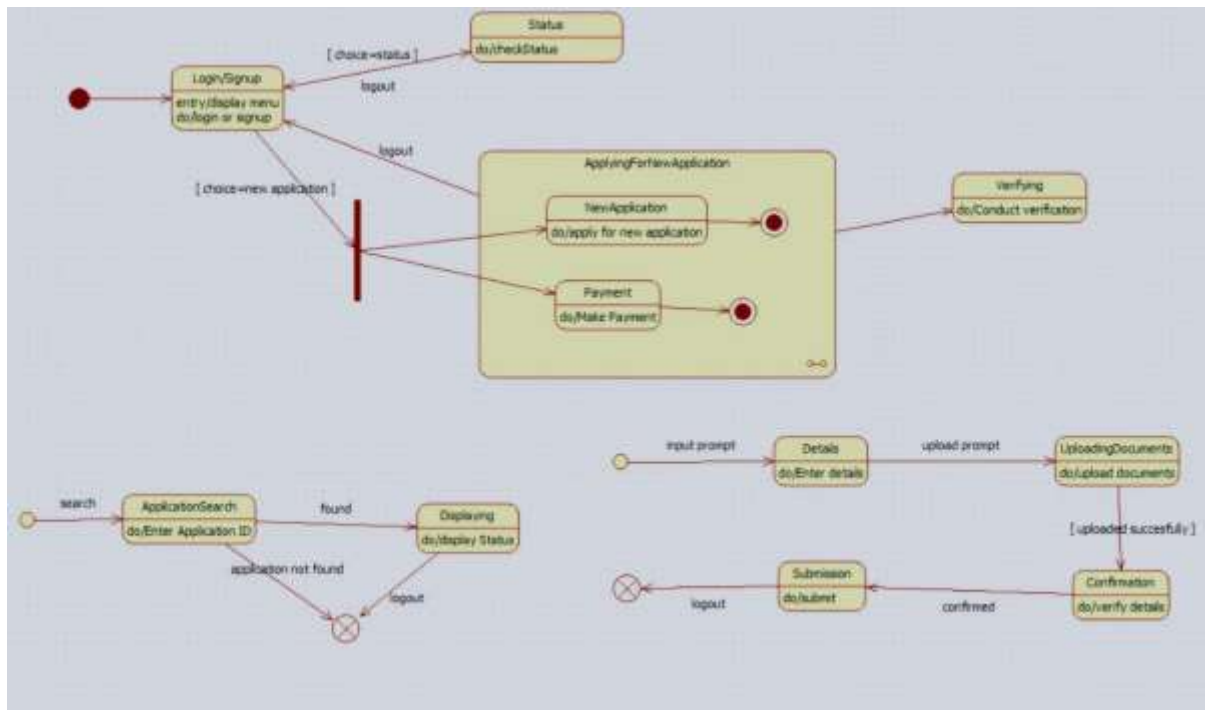 Status
do/checkStatus
[ choice=status ]
logout
Login/Signup
entry/display menu
do/login or signup
logout
[ choice=new application ]
ApplyingForNewApplication
NewApplication
do/apply for new application
Payment
do/Make Payment
Verifying
do/Conduct verification
search
ApplicationSearch
do/Enter Application ID
found
Displaying
do/display Status
application not found
logout
input prompt
Details
do/Enter details
upload prompt
UploadingDocuments
do/upload documents
[ uploaded succesfully ]
Confirmation
do/verify details
confirmed
Submission
do/submit
logout